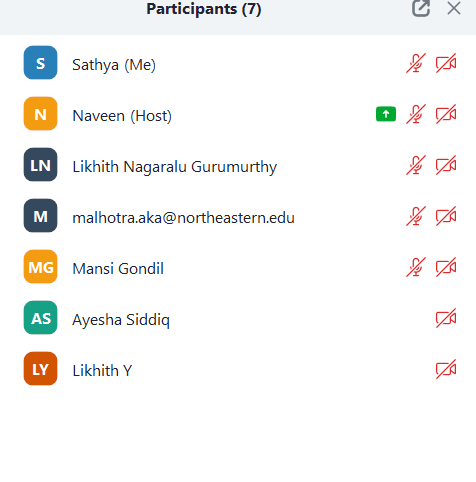 Participants (7)
S Sathya (Me)
N Naveen (Host)
LN Likhith Nagaralu Gurumurthy
M malhotra.aka@northeastern.edu
MG Mansi Gondil
AS Ayesha Siddiq
LY Likhith Y